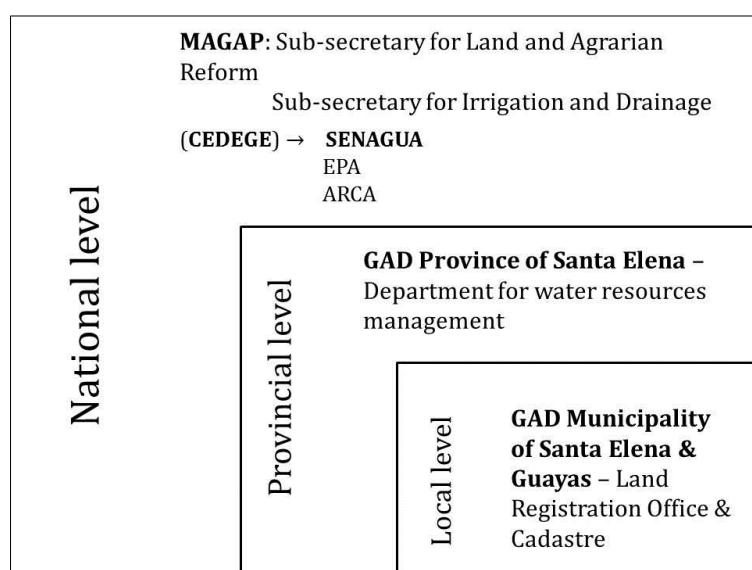 MAGAP: Sub-secretary for Land and Agrarian
Reform
Sub-secretary for Irrigation and Drainage
(CEDEGE) → SENAGUA
EPA
ARCA
National level
GAD Province of Santa Elena –
Department for water resources
management
Provincial level
GAD Municipality
of Santa Elena &
Guayas – Land
Registration Office &
Cadastre
Local level